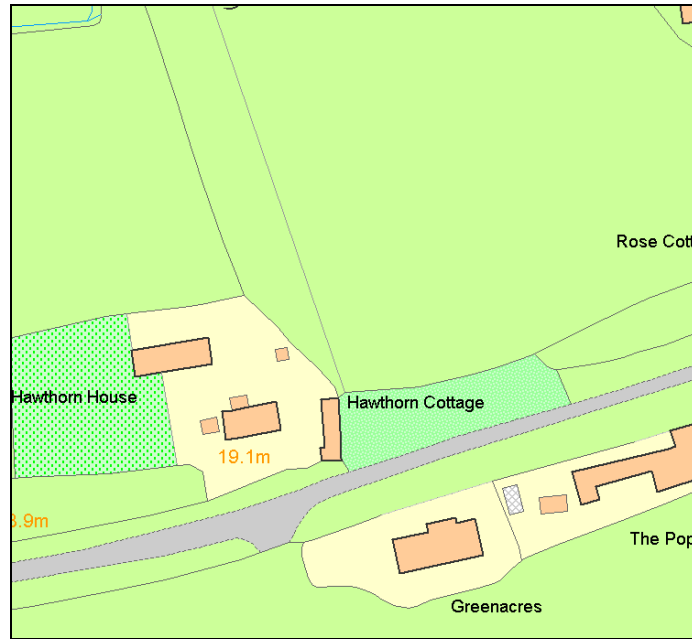 Rose Cott
Hawthorn House
Hawthorn Cottage
19.1m
3.9m
The Pop
Greenacres